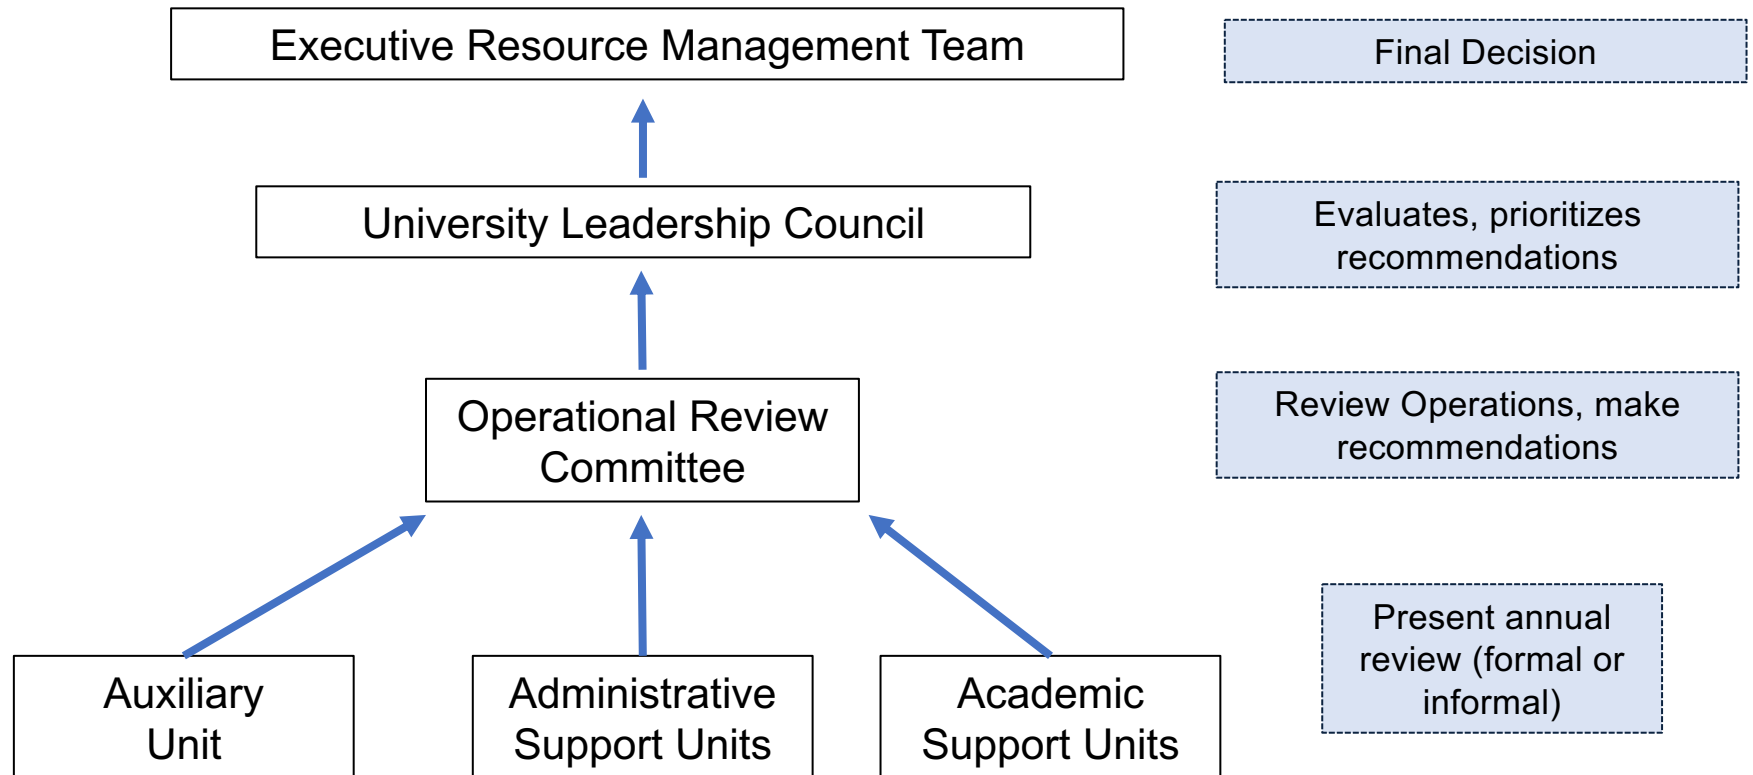 Executive Resource Management Team
Final Decision
University Leadership Council
Evaluates, prioritizes
recommendations
Operational Review
Committee
Review Operations, make
recommendations
Auxiliary
Unit
Administrative
Support Units
Academic
Support Units
Present annual
review (formal or
informal)